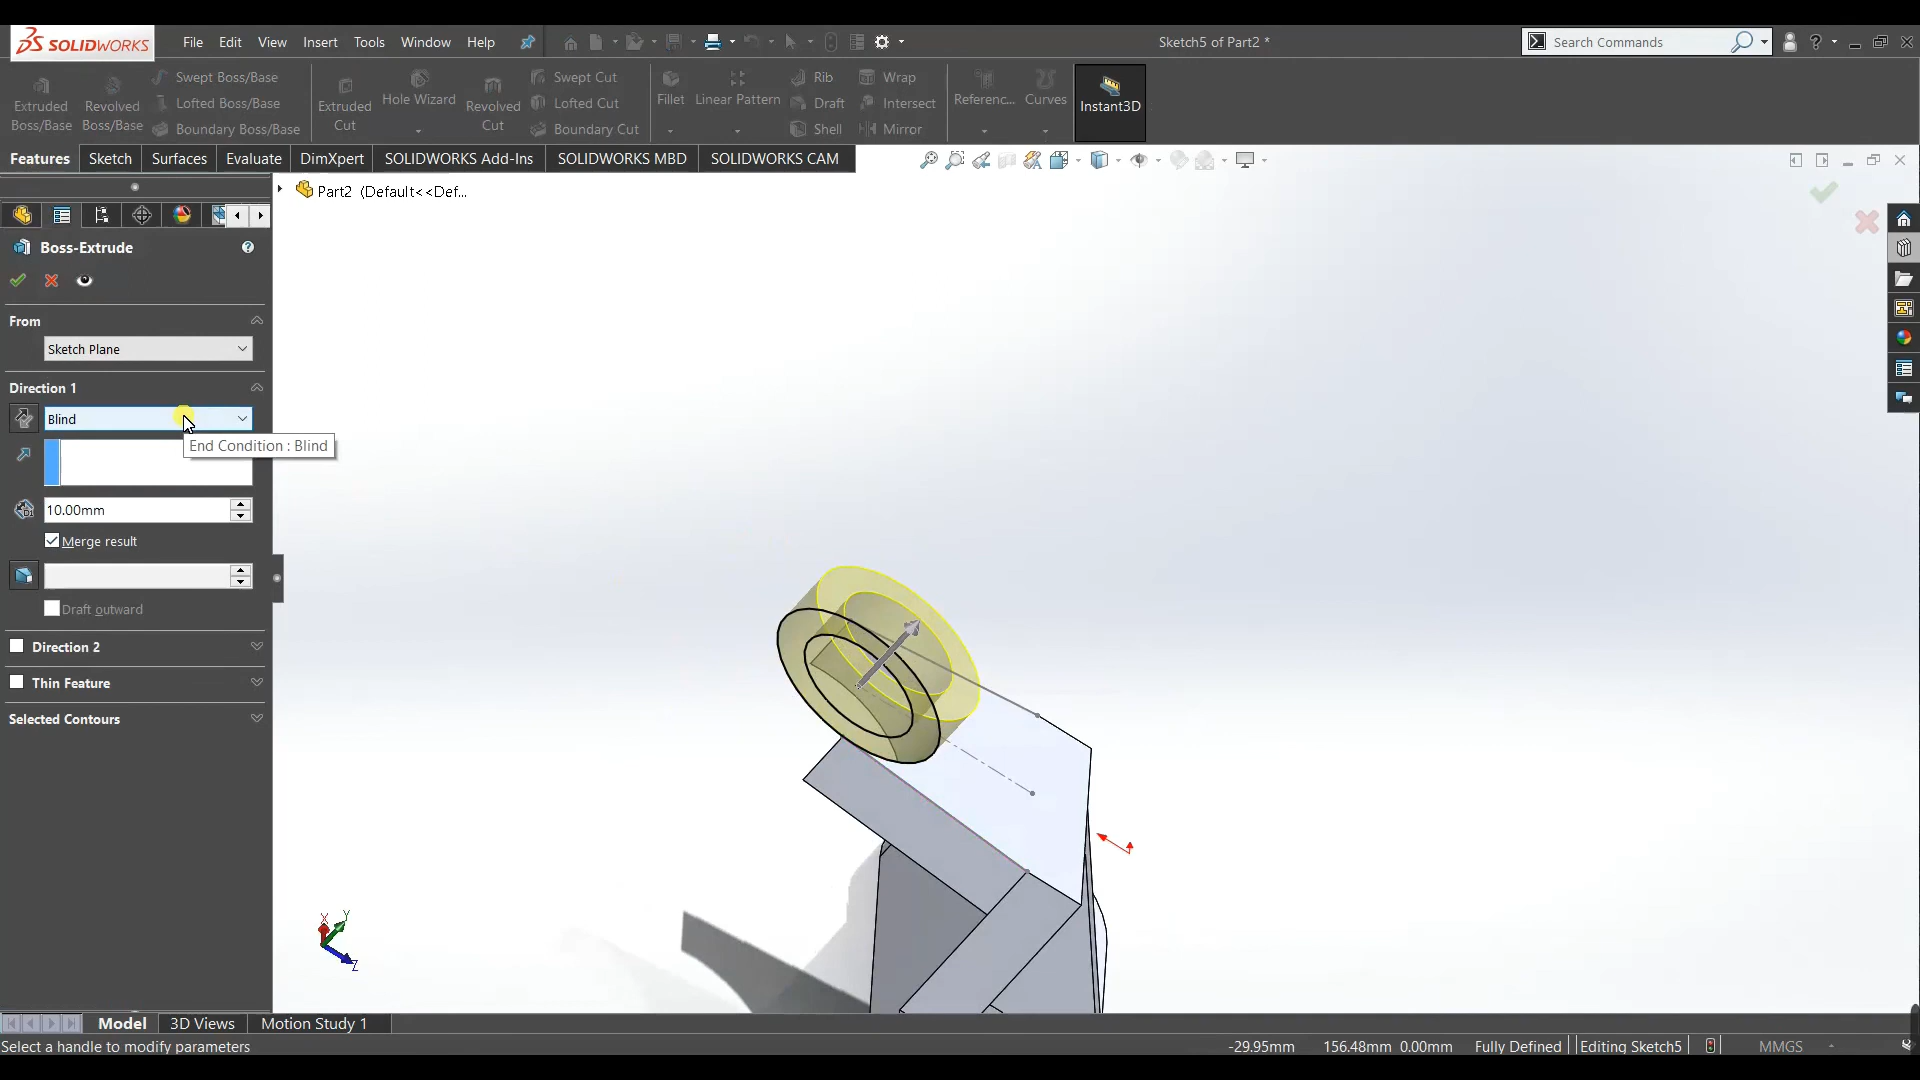 SOLIDWORKS
File Edit View Insert Tools Window Help
Sketch5 of Part2 *
Search Commands
Extruded Boss/Base
Revolved Boss/Base
Swept Boss/Base
Lofted Boss/Base
Boundary Boss/Base
Extruded Cut
Hole Wizard
Revolved Cut
Swept Cut
Lofted Cut
Boundary Cut
Fillet
Linear Pattern
Rib
Draft
Shell
Wrap
Intersect
Mirror
Referenc...
Curves
Instant3D
Features Sketch Surfaces Evaluate DimXpert SOLIDWORKS Add-Ins SOLIDWORKS MBD SOLIDWORKS CAM
Part2 (Default<<Def...
Boss-Extrude
From
Sketch Plane
Direction 1
Blind
End Condition : Blind
10.00mm
Merge result
Draft outward
Direction 2
Thin Feature
Selected Contours
X
Y
Z
Model 3D Views Motion Study 1
Select a handle to modify parameters
-29.95mm 156.48mm 0.00mm Fully Defined Editing Sketch5 MMGS